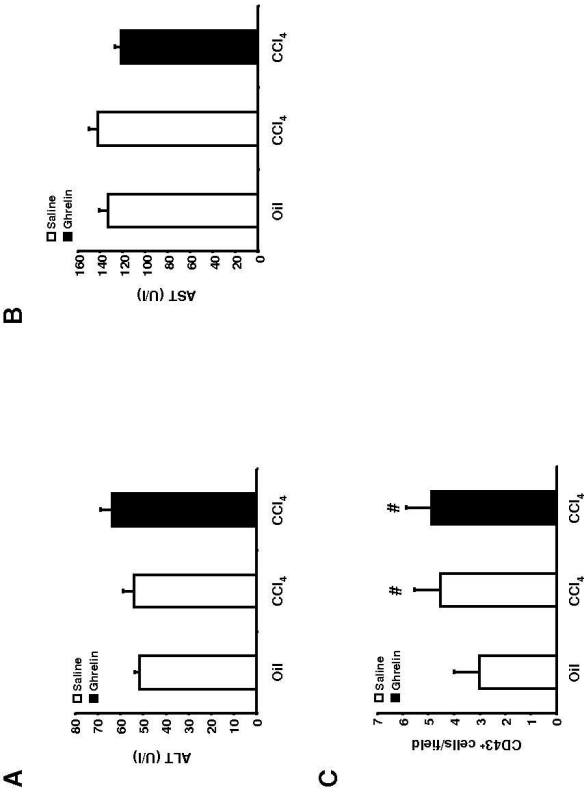 A
ALT (U/l)
80
70
60
50
40
30
20
10
0
Saline
Ghrelin
Oil
CCl4
CCl4
B
AST (U/l)
160
140
120
100
80
60
40
20
0
Saline
Ghrelin
Oil
CCl4
CCl4
C
CD43+ cells/field
7
6
5
4
3
2
1
0
Saline
Ghrelin
#
#
Oil
CCl4
CCl4